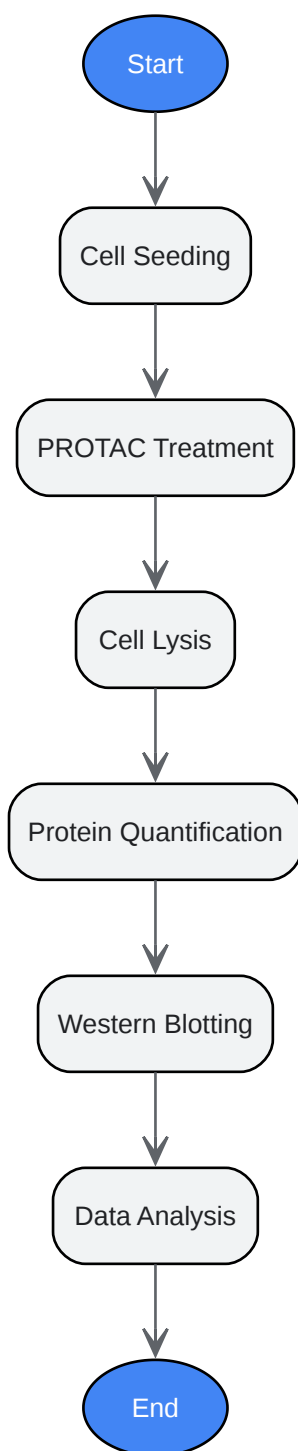 Start
Cell Seeding
PROTAC Treatment
Cell Lysis
Protein Quantification
Western Blotting
Data Analysis
End